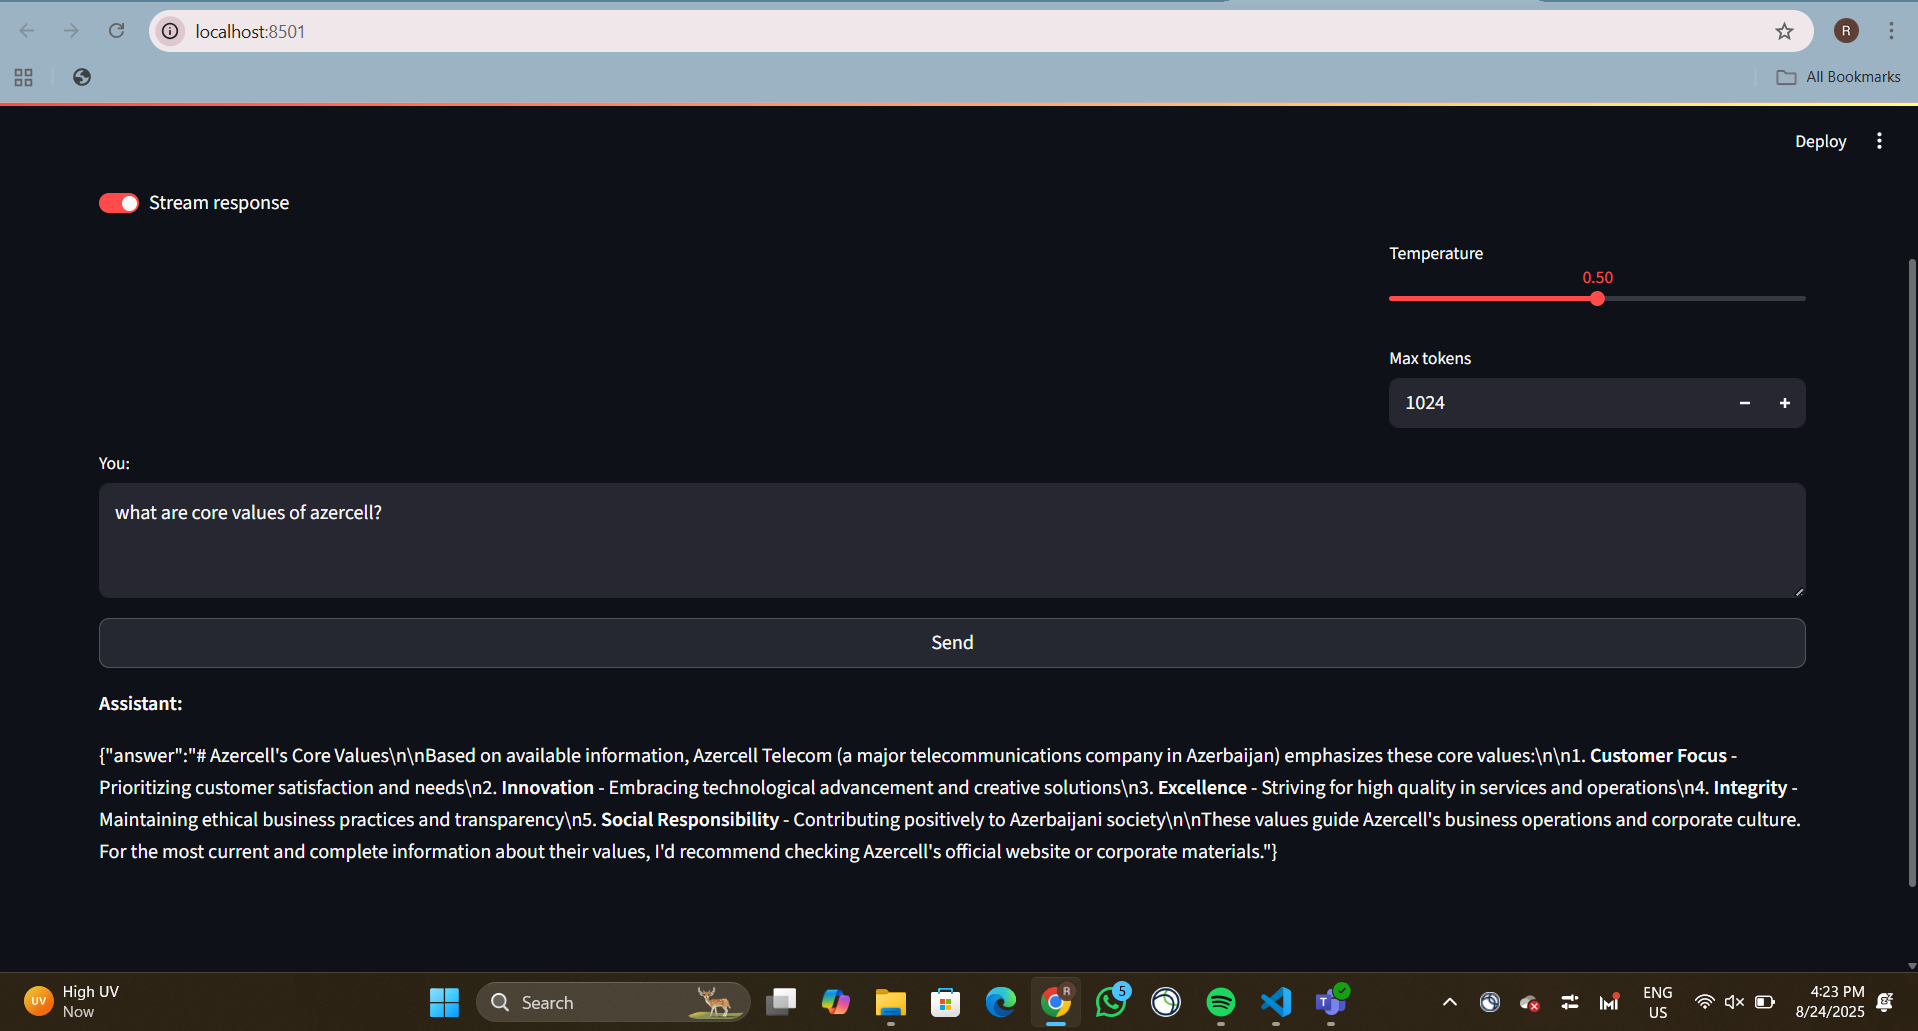 localhost:8501
R
All Bookmarks
Deploy
Stream response
Temperature
0.50
Max tokens
1024
You:
what are core values of azercell?
Send
Assistant:
{"answer":"# Azercell's Core Values\n\nBased on available information, Azercell Telecom (a major telecommunications company in Azerbaijan) emphasizes these core values:\n\n1. Customer Focus -
Prioritizing customer satisfaction and needs\n2. Innovation - Embracing technological advancement and creative solutions\n3. Excellence - Striving for high quality in services and operations\n4. Integrity -
Maintaining ethical business practices and transparency\n5. Social Responsibility - Contributing positively to Azerbaijani society\n\nThese values guide Azercell's business operations and corporate culture.
For the most current and complete information about their values, I'd recommend checking Azercell's official website or corporate materials."}
UV
High UV
Now
Search
R
5
T
ENG
US
4:23 PM
8/24/2025